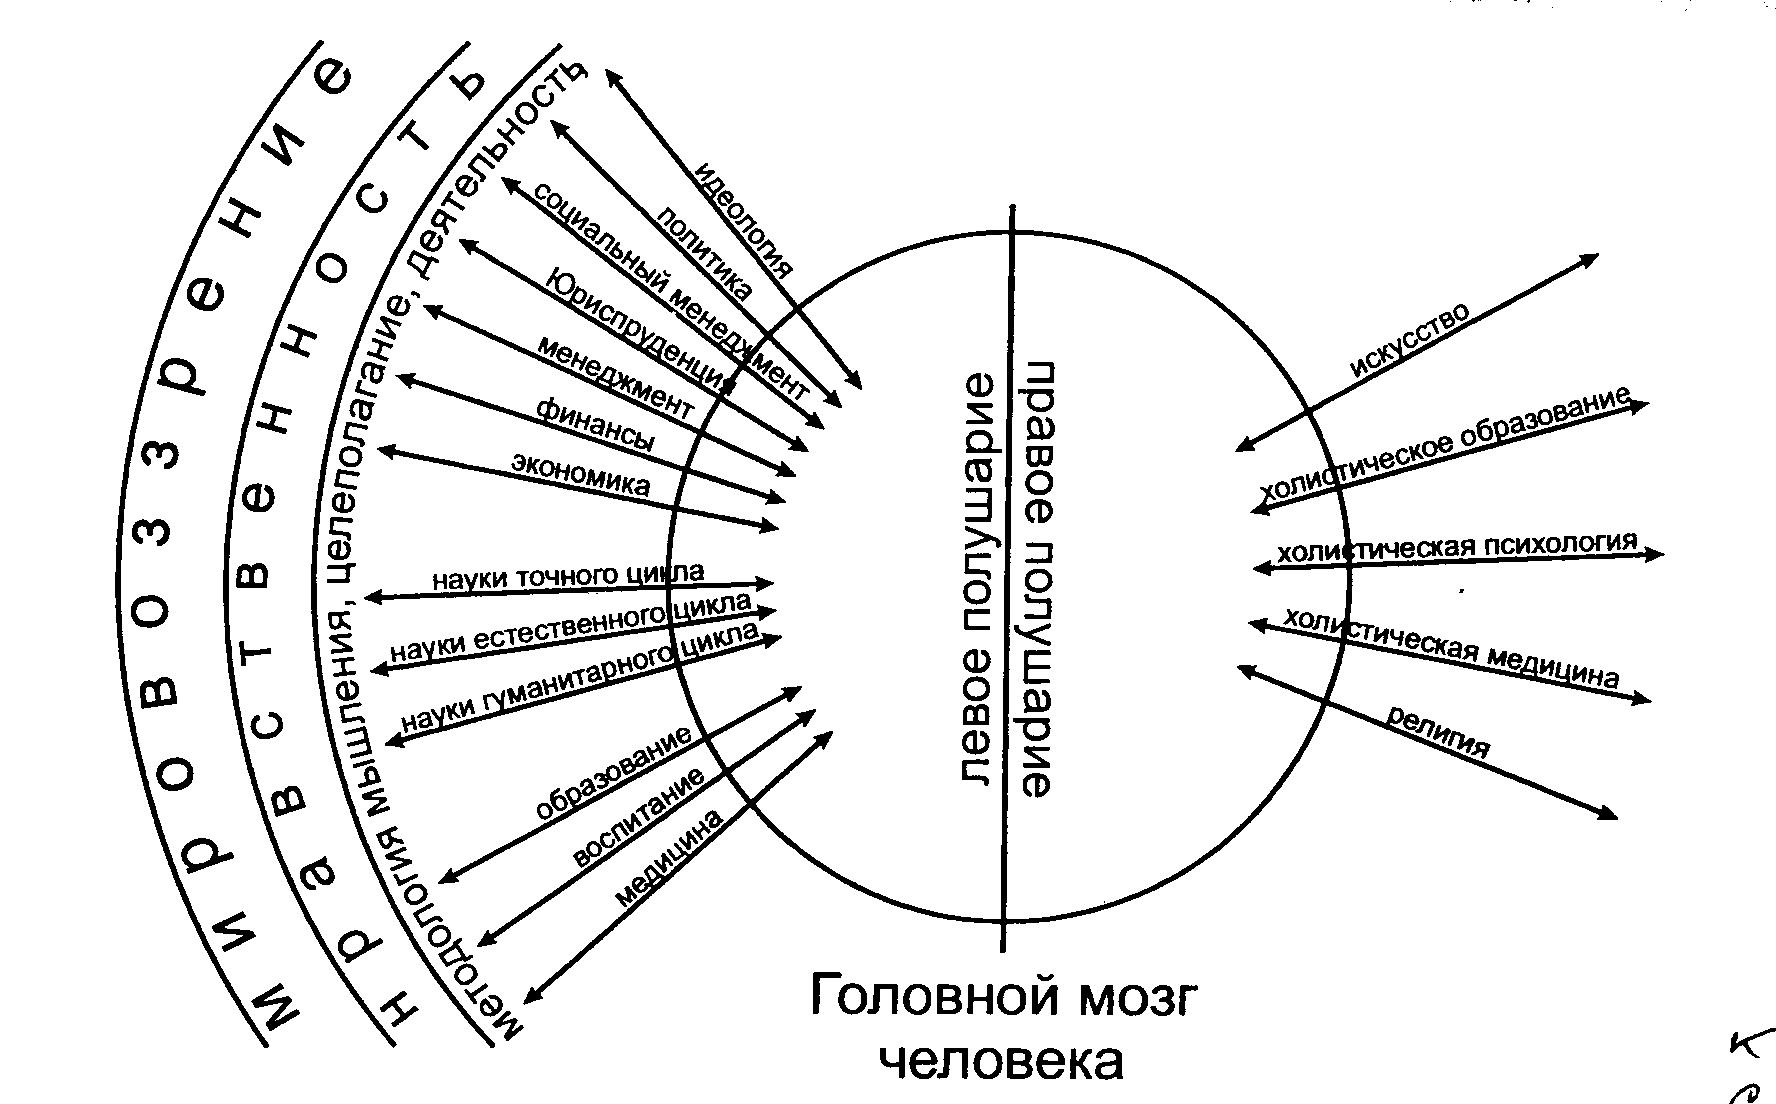 Мировоззрение
нравственность
методология мышления, целеполагание, деятельность
идеология
политика
социальный менеджмент
Юриспруденция
менеджмент
финансы
экономика
науки точного цикла
науки естественного цикла
науки гуманитарного цикла
образование
воспитание
медицина
левое полушарие
правое полушарие
искусство
холистическое образование
холистическая психология
холистическая медицина
религия
Головной мозг
человека
к